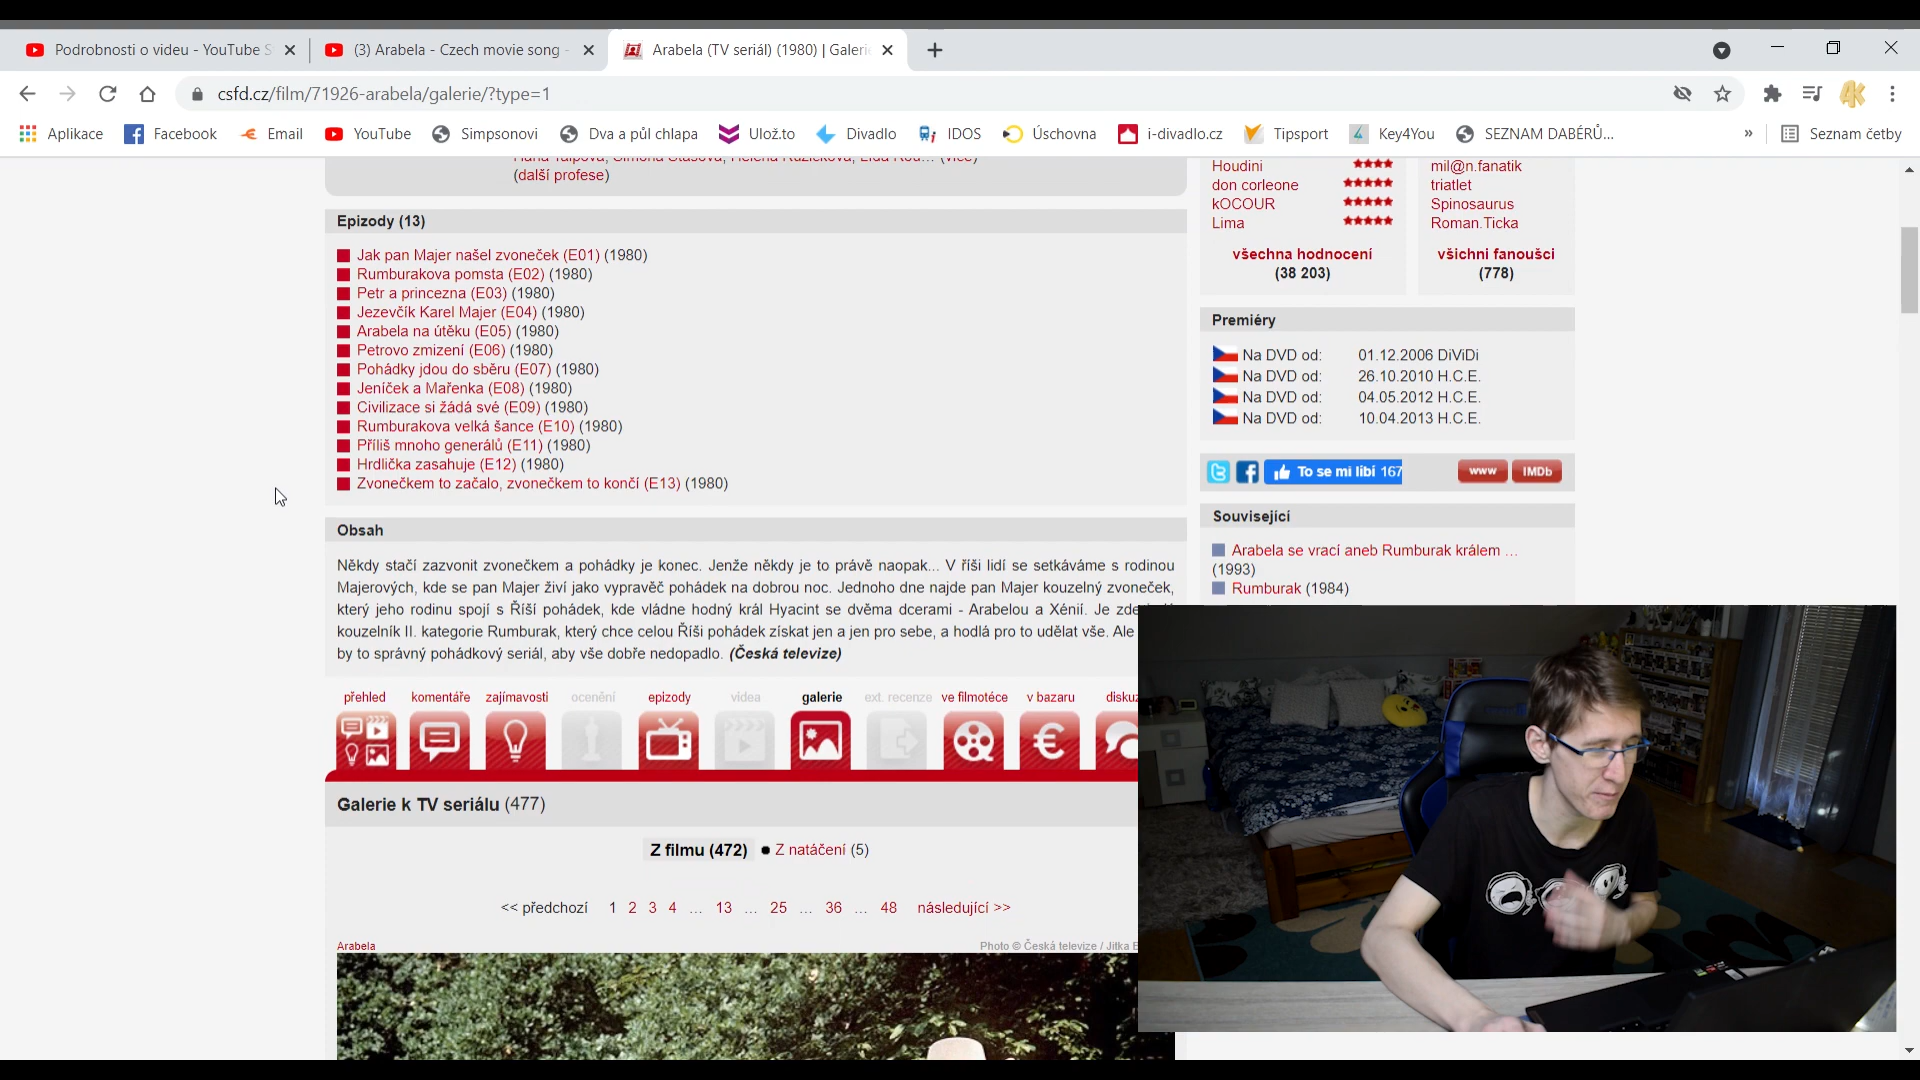 Podrobnosti o videu - YouTube S
(3) Arabela - Czech movie song -
Arabela (TV seriál) (1980) | Galeri
csfd.cz/film/71926-arabela/galerie/?type=1
Aplikace Facebook Email YouTube Simpsonovi Dva a půl chlapa Ulož.to Divadlo IDOS Úschovna i-divadlo.cz Tipsport Key4You SEZNAM DABÉRŮ... » Seznam četby
(další profese)
Epizody (13)
Jak pan Majer našel zvoneček (E01) (1980)
Rumburakova pomsta (E02) (1980)
Petr a princezna (E03) (1980)
Jezevčík Karel Majer (E04) (1980)
Arabela na útěku (E05) (1980)
Petrovo zmizení (E06) (1980)
Pohádky jdou do sběru (E07) (1980)
Jeníček a Mařenka (E08) (1980)
Civilizace si žádá své (E09) (1980)
Rumburakova velká šance (E10) (1980)
Příliš mnoho generálů (E11) (1980)
Hrdlička zasahuje (E12) (1980)
Zvonečkem to začalo, zvonečkem to končí (E13) (1980)
Obsah
Někdy stačí zazvonit zvonečkem a pohádky je konec. Jenže někdy je to právě naopak... V říši lidí se setkáváme s rodinou
Majerových, kde se pan Majer živí jako vypravěč pohádek na dobrou noc. Jednoho dne najde pan Majer kouzelný zvoneček,
který jeho rodinu spojí s Říší pohádek, kde vládne hodný král Hyacint se dvěma dcerami - Arabelou a Xénií. Je
kouzelník II. kategorie Rumburak, který chce celou Říši pohádek získat jen a jen pro sebe, a hodlá pro to udělat vše. Ale
by to správný pohádkový seriál, aby vše dobře nedopadlo. (Česká televize)
přehled komentáře zajímavosti ocenění epizody videa galerie ext. recenze ve filmotéce v bazaru diskuz
Galerie k TV seriálu (477)
Z filmu (472) Z natáčení (5)
<< předchozí 1 2 3 4 ... 13 ... 25 ... 36 ... 48 následující >>
Arabela
Photo © Česká televize / Jitka
Houdini
don corleone
kOCOUR
Lima
všechna hodnocení
(38 203)
mil@n.fanatik
triatlet
Spinosaurus
Roman.Ticka
všichni fanoušci
(778)
Premiéry
Na DVD od: 01.12.2006 DiViDi
Na DVD od: 26.10.2010 H.C.E.
Na DVD od: 04.05.2012 H.C.E.
Na DVD od: 10.04.2013 H.C.E.
To se mi líbí 167
www IMDb
Související
Arabela se vrací aneb Rumburak králem ...
(1993)
Rumburak (1984)